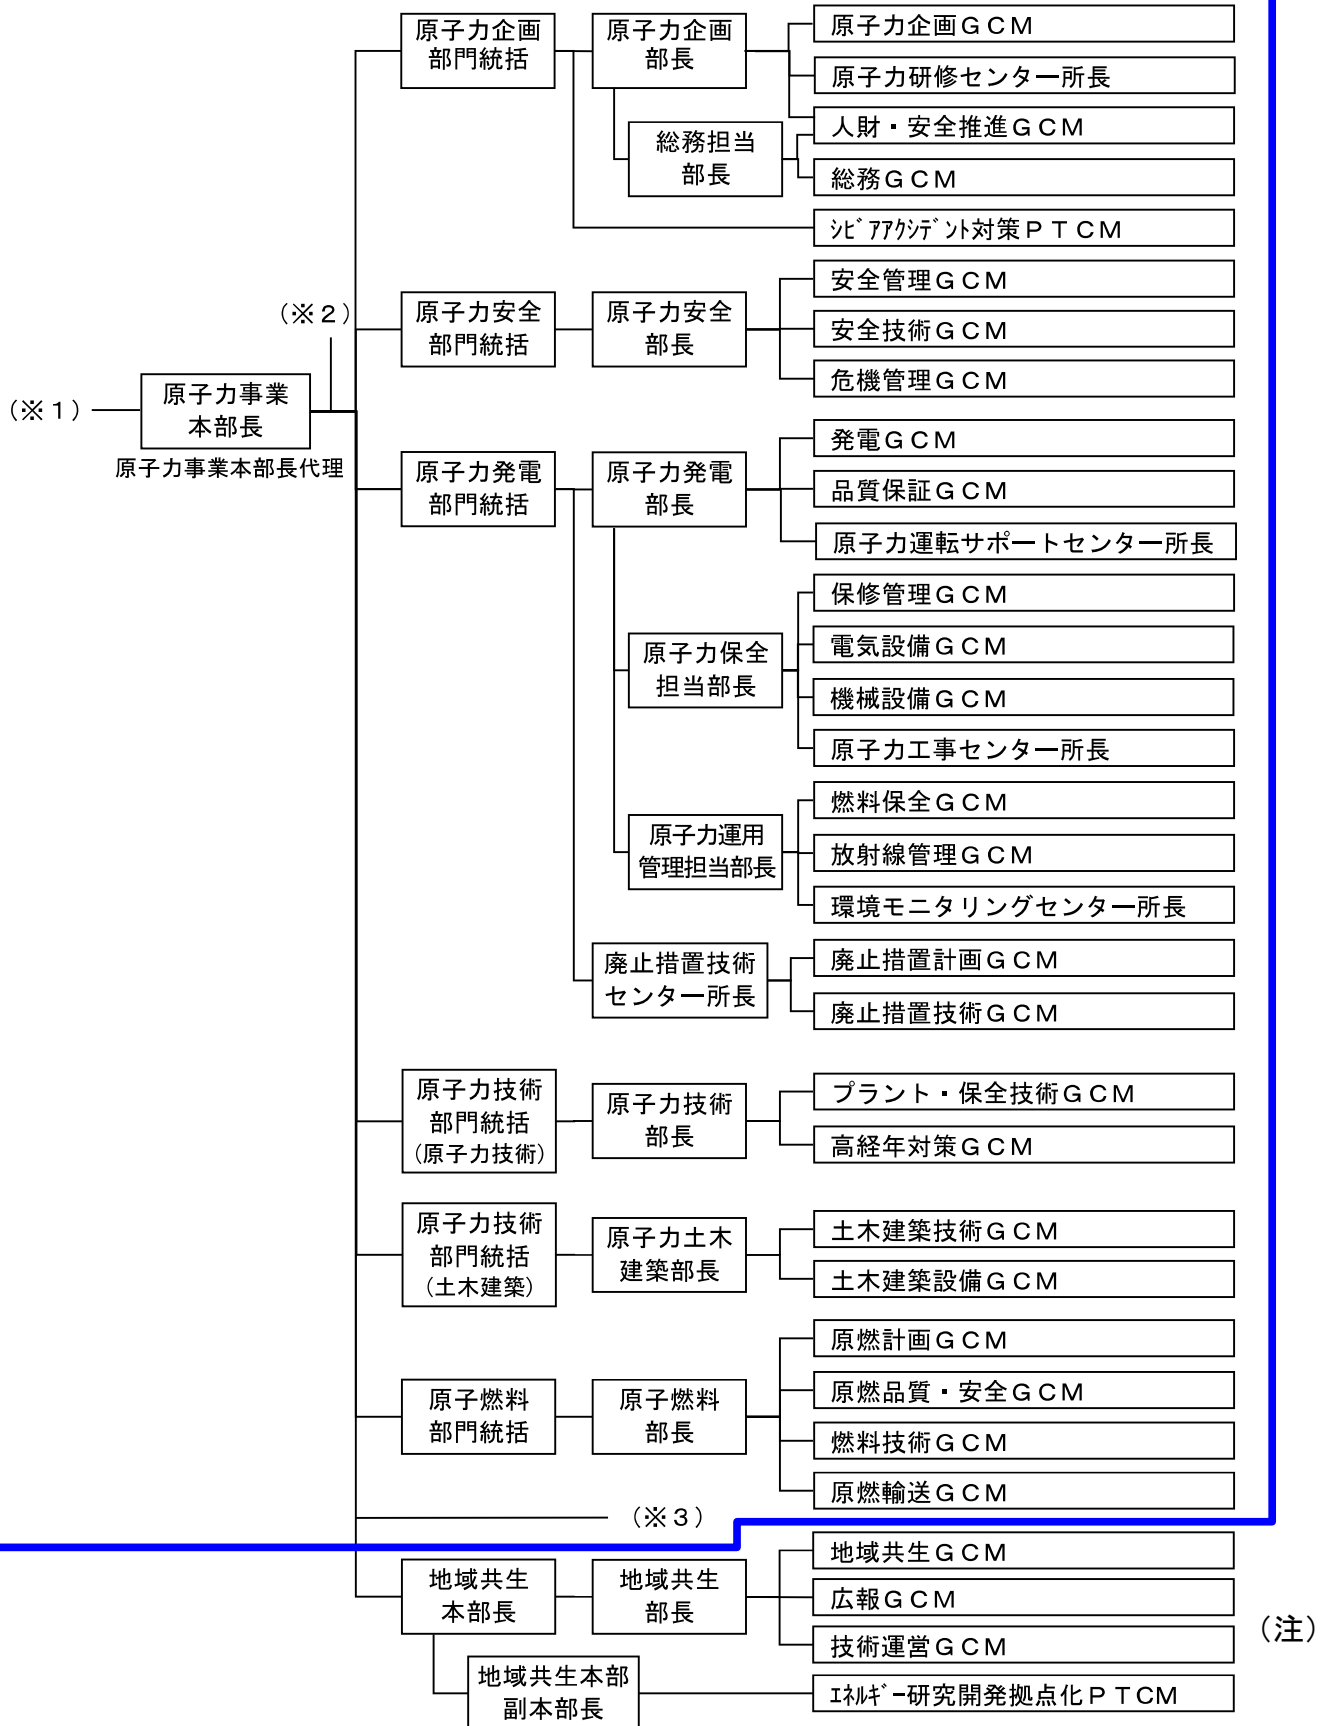 原子力企画
部門統括
原子力企画
部長
原子力企画ＧＣＭ
原子力研修センター所長
人財・安全推進ＧＣＭ
総務担当
部長
総務ＧＣＭ
ｼﾋﾞｱｱｸｼﾃﾞﾝﾄ対策ＰＴＣＭ
（※２）
原子力安全
部門統括
原子力安全
部長
安全管理ＧＣＭ
安全技術ＧＣＭ
危機管理ＧＣＭ
（※１）
原子力事業
本部長
原子力事業本部長代理
原子力発電
部門統括
原子力発電
部長
発電ＧＣＭ
品質保証ＧＣＭ
原子力運転サポートセンター所長
原子力保全
担当部長
保修管理ＧＣＭ
電気設備ＧＣＭ
機械設備ＧＣＭ
原子力工事センター所長
原子力運用
管理担当部長
燃料保全ＧＣＭ
放射線管理ＧＣＭ
環境モニタリングセンター所長
廃止措置技術
センター所長
廃止措置計画ＧＣＭ
廃止措置技術ＧＣＭ
原子力技術
部門統括
（原子力技術）
原子力技術
部長
プラント・保全技術ＧＣＭ
高経年対策ＧＣＭ
原子力技術
部門統括
（土木建築）
原子力土木
建築部長
土木建築技術ＧＣＭ
土木建築設備ＧＣＭ
原子燃料
部門統括
原子燃料
部長
原燃計画ＧＣＭ
原燃品質・安全ＧＣＭ
燃料技術ＧＣＭ
原燃輸送ＧＣＭ
（※３）
地域共生
本部長
地域共生
部長
地域共生ＧＣＭ
広報ＧＣＭ
技術運営ＧＣＭ
（注）
地域共生本部
副本部長
ｴﾈﾙｷﾞｰ研究開発拠点化ＰＴＣＭ